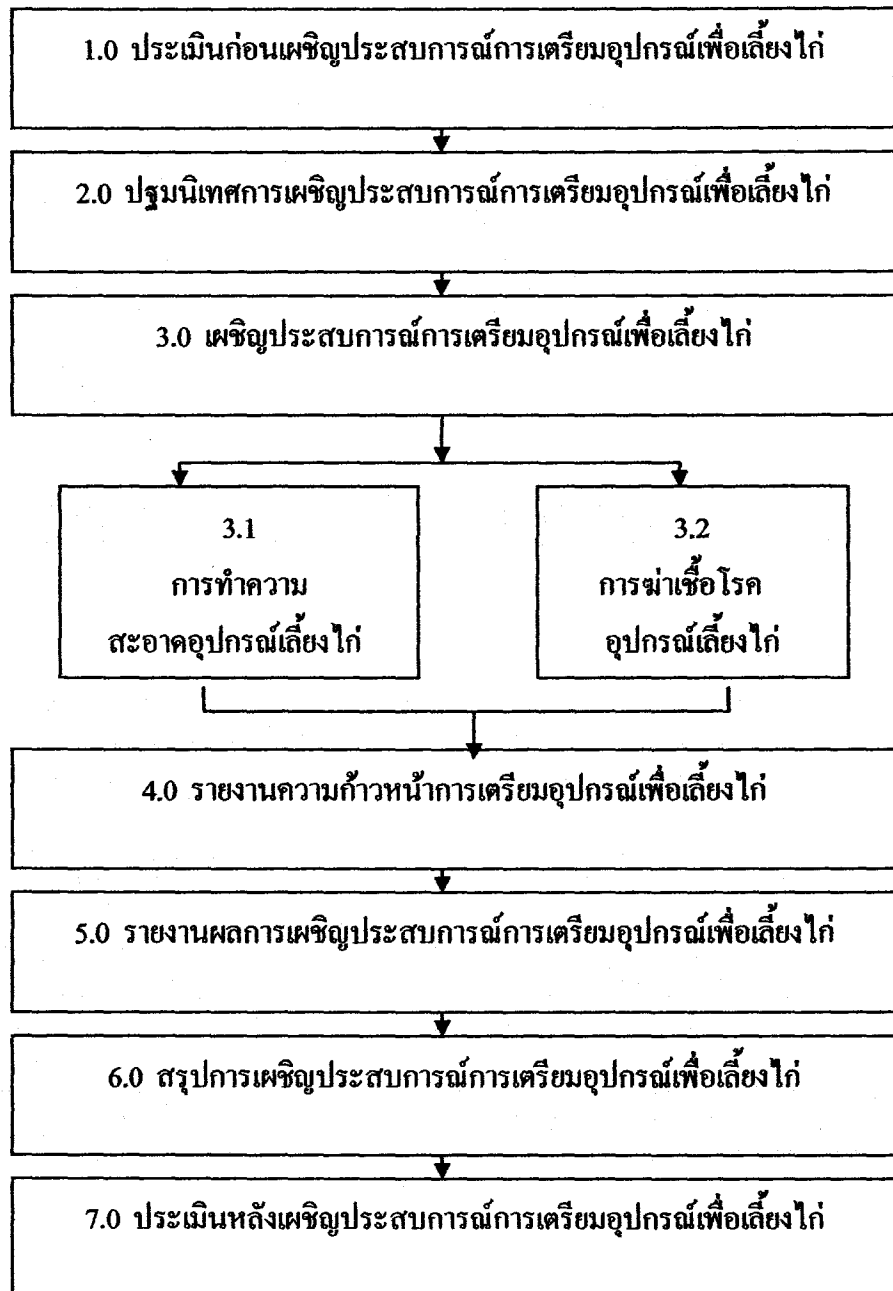 1.0 ประเมินก่อนเผชิญประสบการณ์การเตรียมอุปกรณ์เพื่อเลี้ยงไก่
2.0 ปฐมนิเทศการเผชิญประสบการณ์การเตรียมอุปกรณ์เพื่อเลี้ยงไก่
3.0 เผชิญประสบการณ์การเตรียมอุปกรณ์เพื่อเลี้ยงไก่
3.1
การทำความ
สะอาดอุปกรณ์เลี้ยงไก่
3.2
การฆ่าเชื้อโรค
อุปกรณ์เลี้ยงไก่
4.0 รายงานความก้าวหน้าการเตรียมอุปกรณ์เพื่อเลี้ยงไก่
5.0 รายงานผลการเผชิญประสบการณ์การเตรียมอุปกรณ์เพื่อเลี้ยงไก่
6.0 สรุปการเผชิญประสบการณ์การเตรียมอุปกรณ์เพื่อเลี้ยงไก่
7.0 ประเมินหลังเผชิญประสบการณ์การเตรียมอุปกรณ์เพื่อเลี้ยงไก่